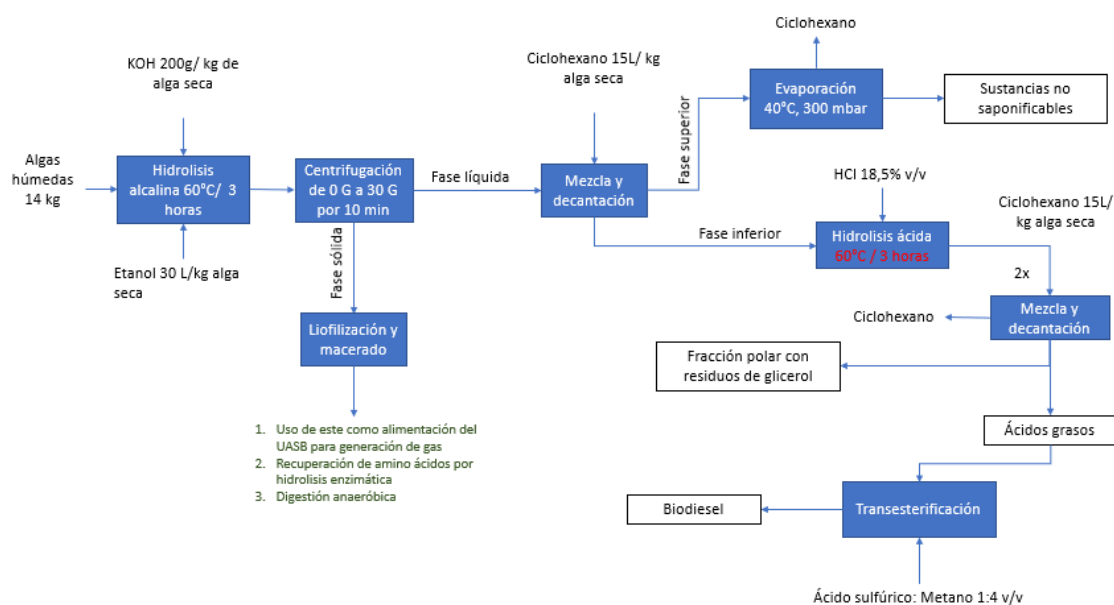 Ciclohexano
KOH 200g/ kg de
alga seca
Ciclohexano 15L/ kg
alga seca
Evaporación
40°C, 300 mbar
Sustancias no
saponificables
Fase superior
Algas
húmedas
14 kg
Hidrolisis
alcalina 60°C/ 3
horas
Centrifugación
de 0 G a 30 G
por 10 min
Fase líquida
Mezcla y
decantación
HCl 18,5% v/v
Ciclohexano 15L/
kg alga seca
Fase inferior
Hidrolisis ácida
60°C / 3 horas
Etanol 30 L/kg alga
seca
Fase sólida
2x
Liofilización y
macerado
Ciclohexano
Mezcla y
decantación
Fracción polar con
residuos de glicerol
1. Uso de este como alimentación del
UASB para generación de gas
2. Recuperación de amino ácidos por
hidrolisis enzimática
3. Digestión anaeróbica
Ácidos grasos
Biodiesel
Transesterificación
Ácido sulfúrico: Metano 1:4 v/v